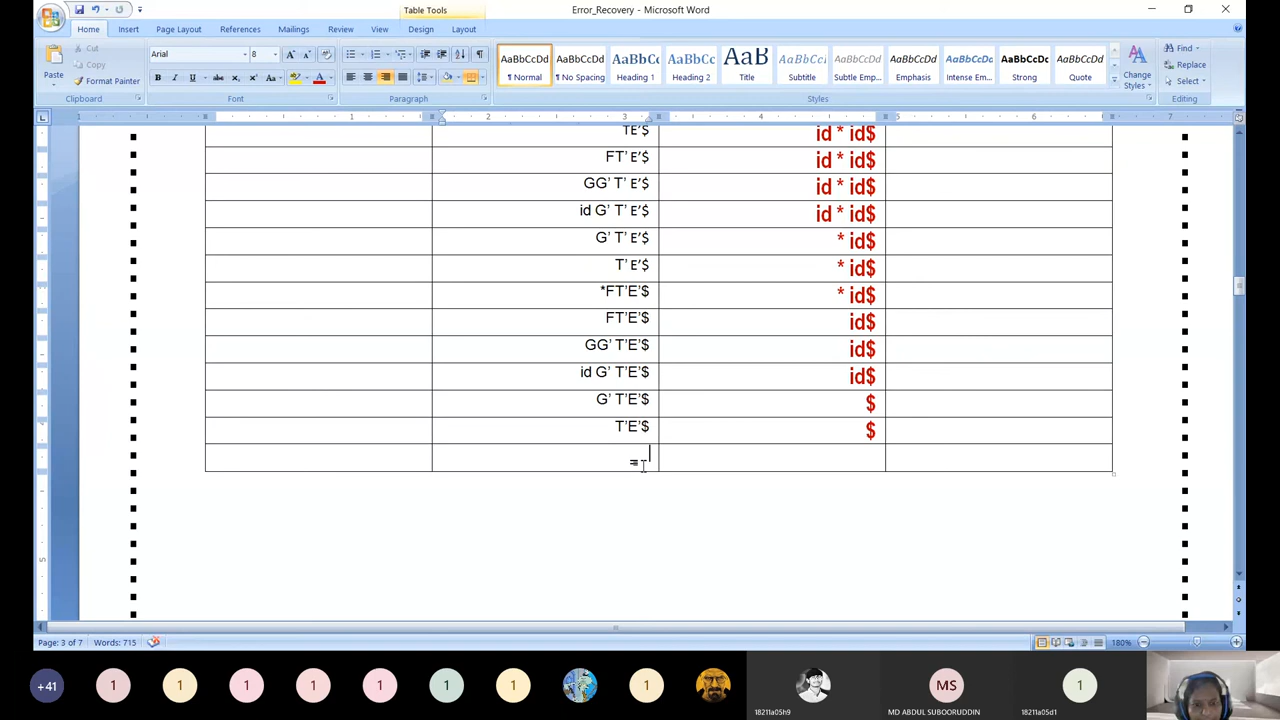 Table Tools
Error_Recovery - Microsoft Word
Home Insert Page Layout References Mailings Review View Design Layout
Paste
Cut
Copy
Format Painter
Clipboard
Arial 8
Font
Paragraph
AaBbCcDd AaBbCcDd AaBbCc AaBbCc AaB AaBbCcI AaBbCcDd AaBbCcDd AaBbCcDd AaBbCcDc AaBbCcDd
¶ Normal ¶ No Spacing Heading 1 Heading 2 Title Subtitle Subtle Emp... Emphasis Intense Em... Strong Quote
Styles
Change Styles
Find
Replace
Select
Editing
TE’$ id * id$
FT’ E’$ id * id$
GG’ T’ E’$ id * id$
id G’ T’ E’$ id * id$
G’ T’ E’$ * id$
T’ E’$ * id$
*FT’E’$ * id$
FT’E’$ id$
GG’ T’E’$ id$
id G’ T’E’$ id$
G’ T’E’$ $
T’E’$ $
Page: 3 of 7 Words: 715 180%
+41 1 1 1 1 1 1 1 1 MS 1
18211a05h9 MD ABDUL SUBOORUDDIN 18211a05d1